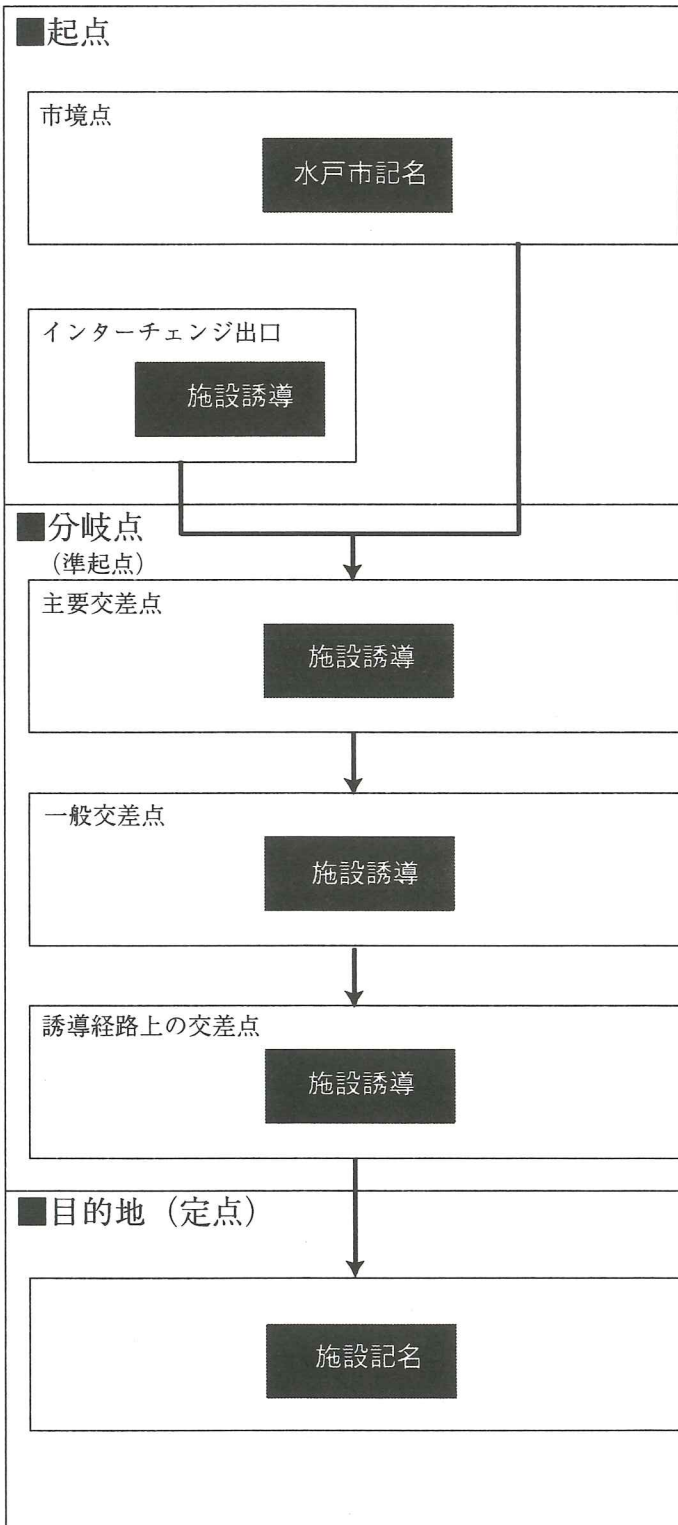 ■起点
市境点
水戸市記名
インターチェンジ出口
施設誘導
■分岐点
(準起点)
主要交差点
施設誘導
一般交差点
施設誘導
誘導経路上の交差点
施設誘導
■目的地(定点)
施設記名